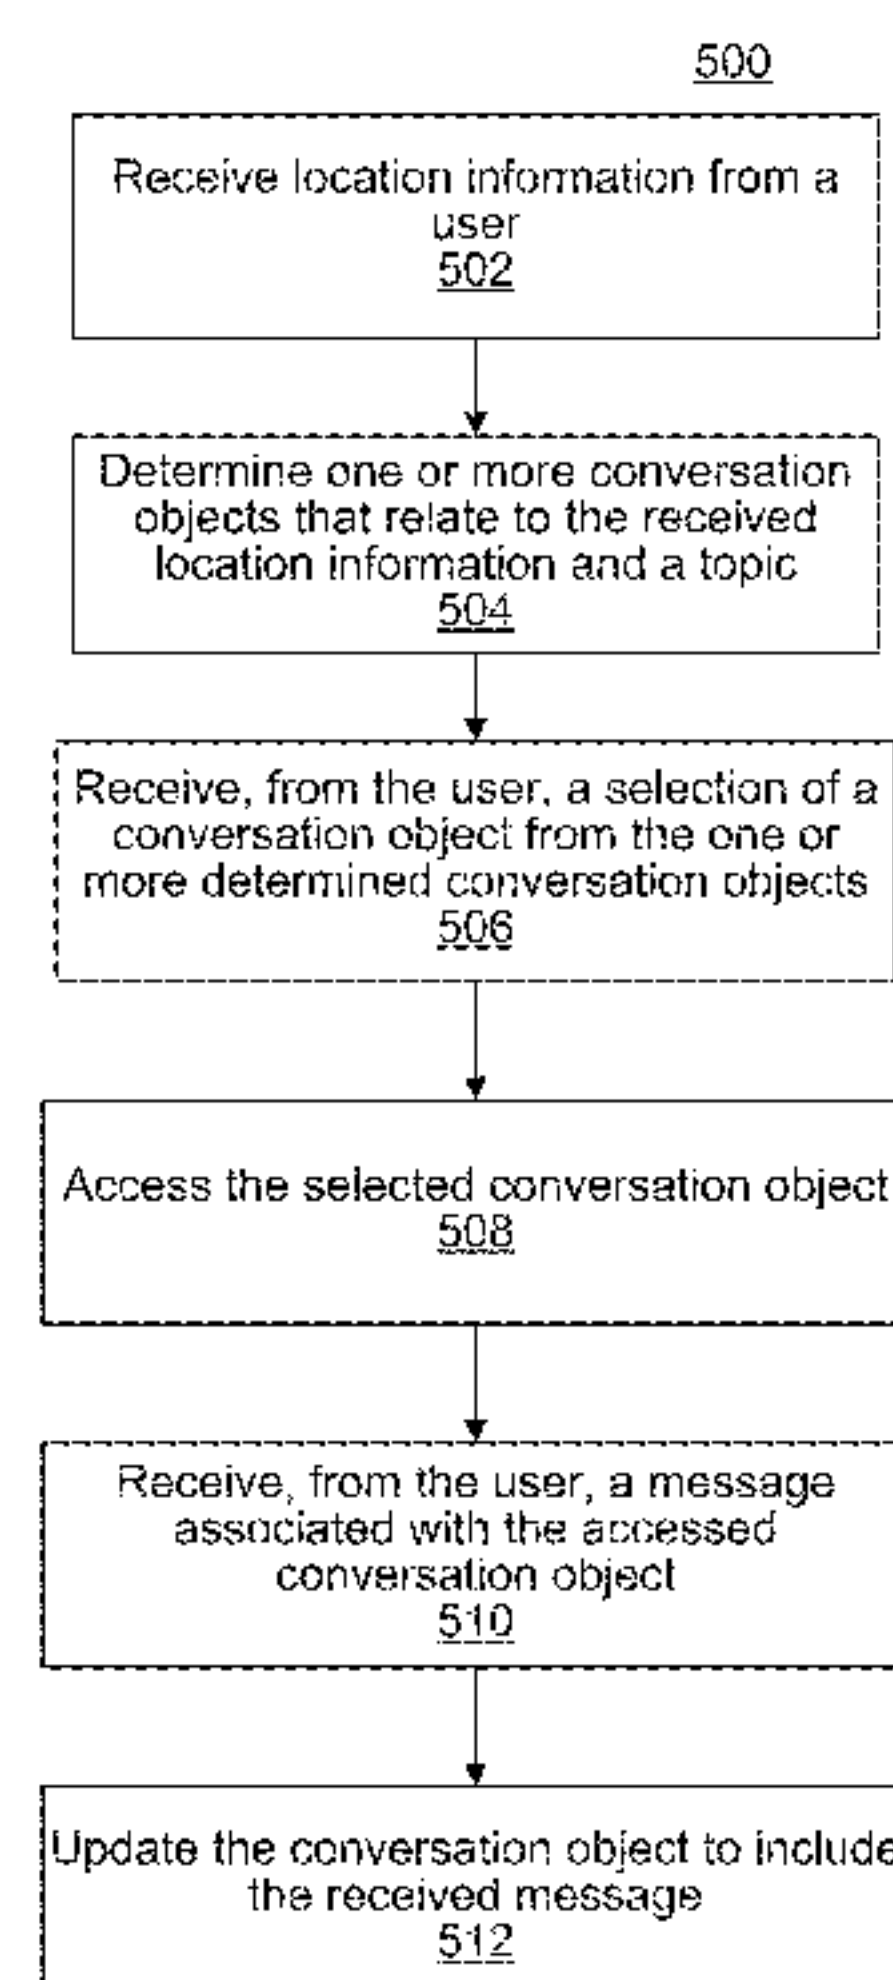 500
Receive location information from a
user
502
Determine one or more conversation
objects that relate to the received
location information and a topic
504
Receive, from the user, a selection of a
conversation object from the one or
more determined conversation objects
506
Access the selected conversation object
508
Receive, from the user, a message
associated with the accessed
conversation object
510
Update the conversation object to include
the received message
512